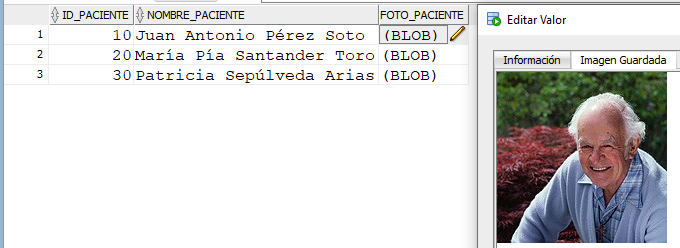 ID_PACIENTE NOMBRE_PACIENTE FOTO_PACIENTE
1 10 Juan Antonio Pérez Soto (BLOB)
2 20 María Pía Santander Toro (BLOB)
3 30 Patricia Sepúlveda Arias (BLOB)
Editar Valor
Información Imagen Guardada